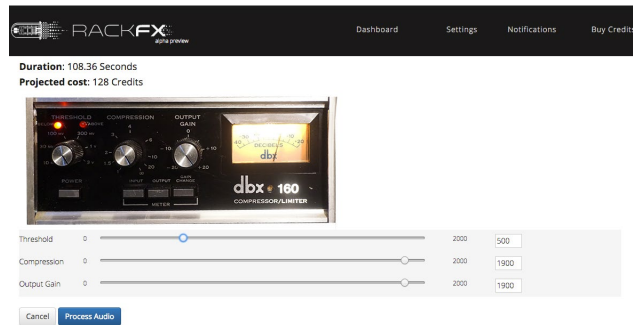 RACKFX
alpha preview
Dashboard Settings Notifications Buy Credits
Duration: 108.36 Seconds
Projected cost: 128 Credits
THRESHOLD COMPRESSION OUTPUT GAIN
POWER INPUT OUTPUT GAIN CHANGE
METER
DECIBELS
dbx
dbx 160
COMPRESSOR/LIMITER
Threshold 0 2000 500
Compression 0 2000 1900
Output Gain 0 2000 1900
Cancel Process Audio